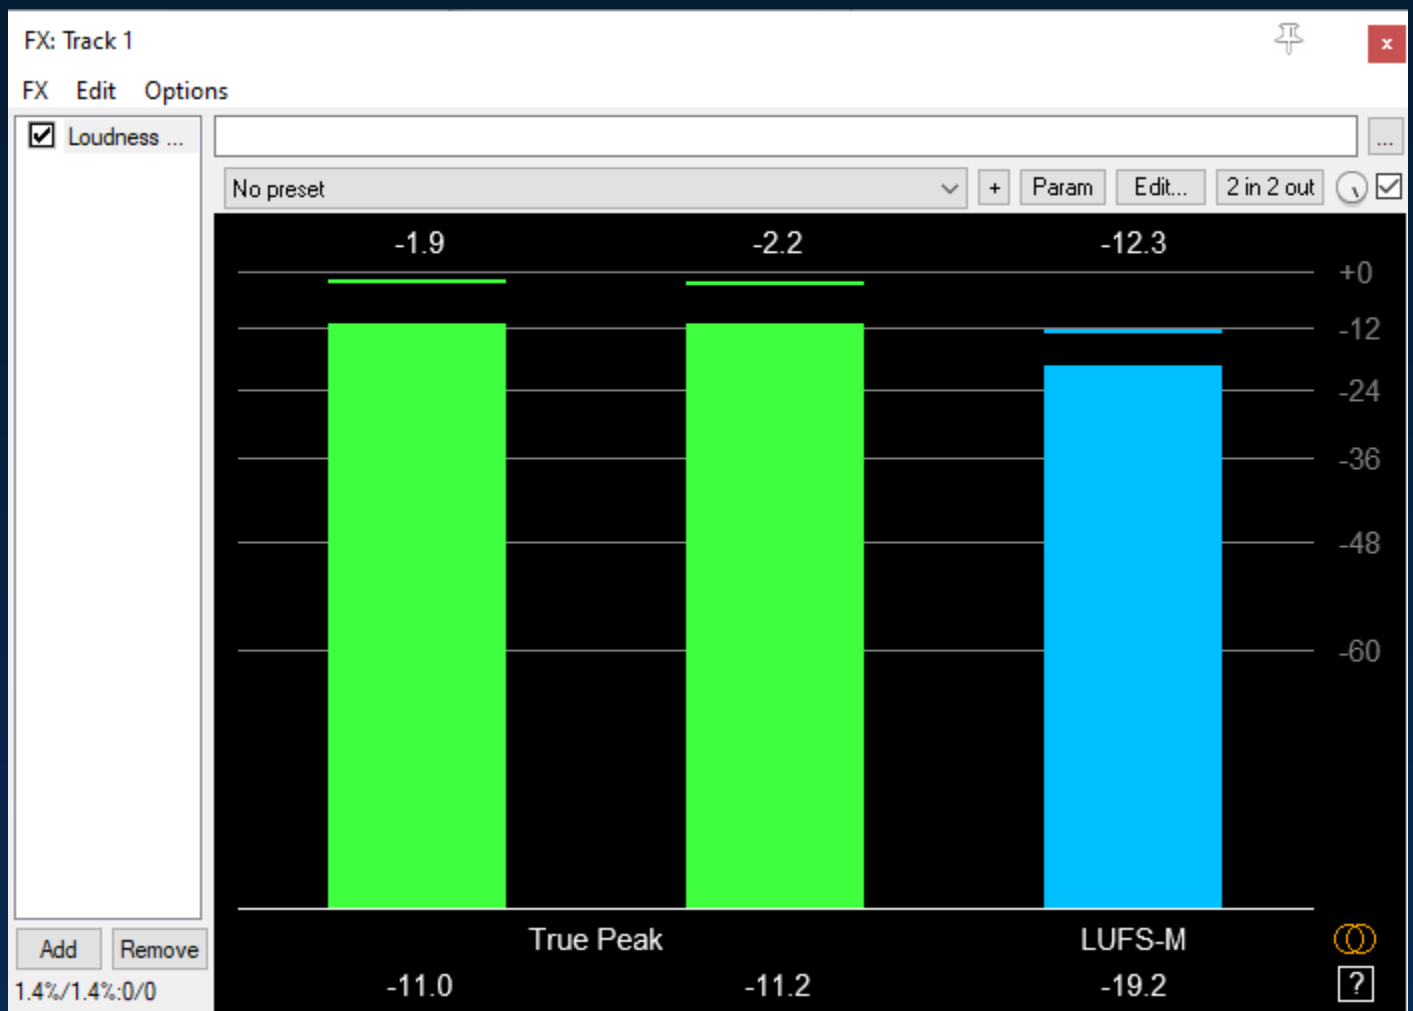 FX: Track 1
x
FX Edit Options
Loudness ...
...
No preset
+ Param Edit... 2 in 2 out
-1.9 -2.2 -12.3
+0
-12
-24
-36
-48
-60
True Peak LUFS-M
-11.0 -11.2 -19.2
?
Add Remove
1.4%/1.4%:0/0